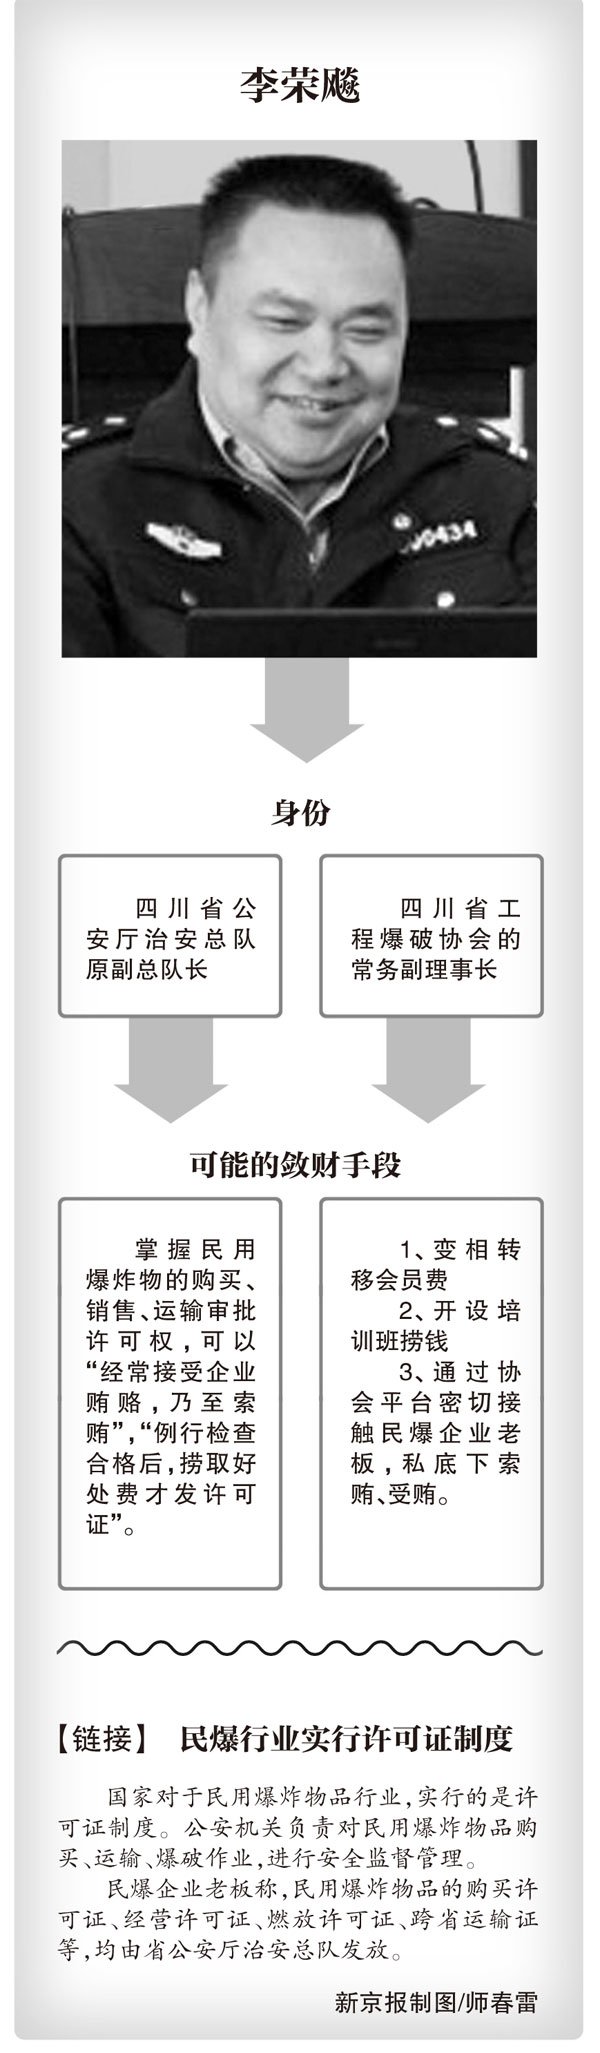 李荣飚
00434
身份
四川省公
安厅治安总队
原副总队长
四川省工
程爆破协会的
常务副理事长
可能的敛财手段
掌握民用
爆炸物的购买、
销售、运输审批
许可权，可以
“经常接受企业
贿赂，乃至索
贿”，“例行检查
合格后，捞取好
处费才发许可
证”。
1、变相转
移会员费
2、开设培
训班捞钱
3、通过协
会平台密切接
触民爆企业老
板，私底下索
贿、受贿。
【链接】 民爆行业实行许可证制度
国家对于民用爆炸物品行业，实行的是许
可证制度。公安机关负责对民用爆炸物品购
买、运输、爆破作业，进行安全监督管理。
民爆企业老板称，民用爆炸物品的购买许
可证、经营许可证、燃放许可证、跨省运输证
等，均由省公安厅治安总队发放。
新京报制图/师春雷